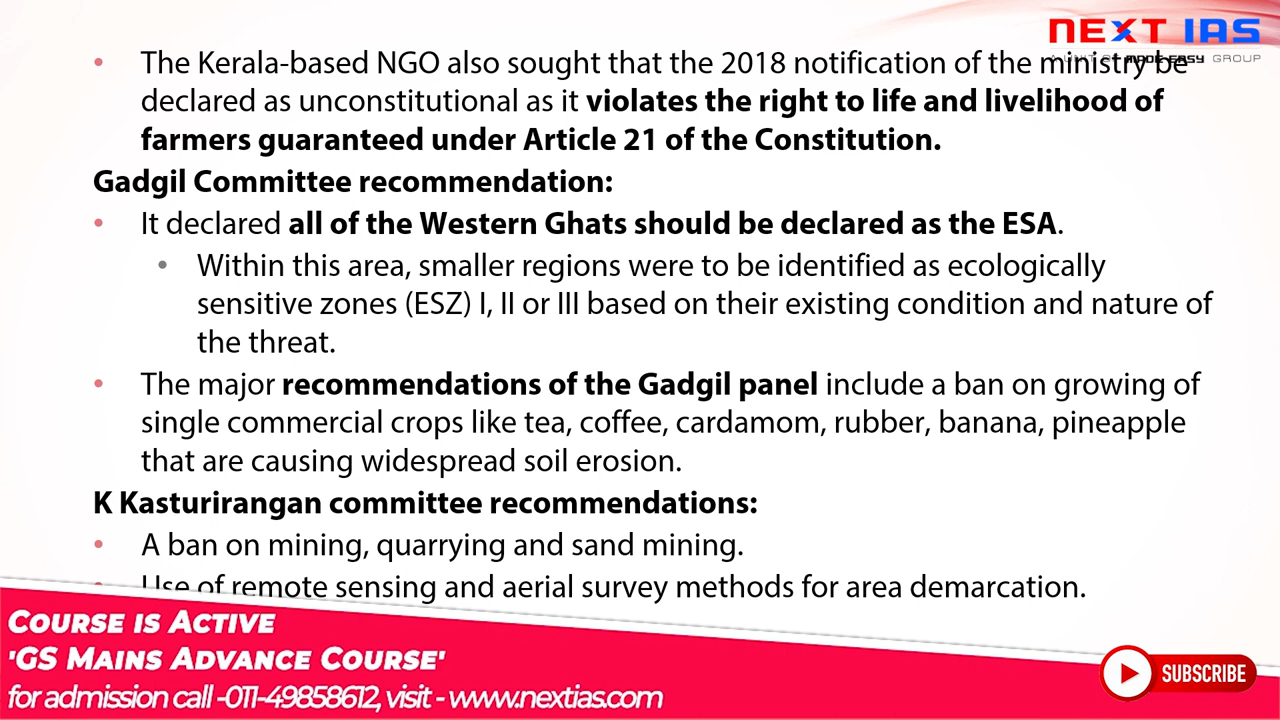 NEXT IAS
MADE EASY GROUP
• The Kerala-based NGO also sought that the 2018 notification of the ministry be
declared as unconstitutional as it violates the right to life and livelihood of
farmers guaranteed under Article 21 of the Constitution.
Gadgil Committee recommendation:
• It declared all of the Western Ghats should be declared as the ESA.
• Within this area, smaller regions were to be identified as ecologically
sensitive zones (ESZ) I, II or III based on their existing condition and nature of
the threat.
• The major recommendations of the Gadgil panel include a ban on growing of
single commercial crops like tea, coffee, cardamom, rubber, banana, pineapple
that are causing widespread soil erosion.
K Kasturirangan committee recommendations:
• A ban on mining, quarrying and sand mining.
• Use of remote sensing and aerial survey methods for area demarcation.
COURSE IS ACTIVE
'GS MAINS ADVANCE COURSE'
for admission call -011-49858612, visit - www.nextias.com
SUBSCRIBE